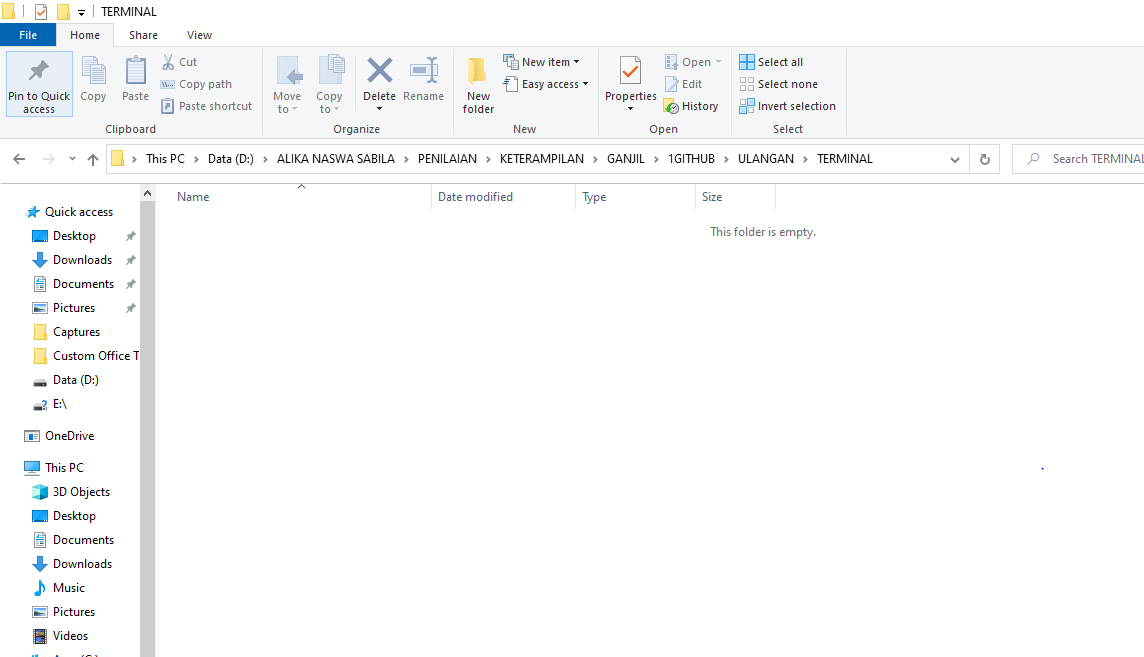 TERMINAL
File Home Share View
Pin to Quick access
Copy
Paste
Cut
Copy path
Paste shortcut
Clipboard
Move to
Copy to
Delete
Rename
Organize
New folder
New item
Easy access
New
Properties
Open
Edit
History
Open
Select all
Select none
Invert selection
Select
This PC > Data (D:) > ALIKA NASWA SABILA > PENILAIAN > KETERAMPILAN > GANJIL > 1GITHUB > ULANGAN > TERMINAL
Search TERMINAL
Name Date modified Type Size
This folder is empty.
Quick access
Desktop
Downloads
Documents
Pictures
Captures
Custom Office T
Data (D:)
E:\
OneDrive
This PC
3D Objects
Desktop
Documents
Downloads
Music
Pictures
Videos